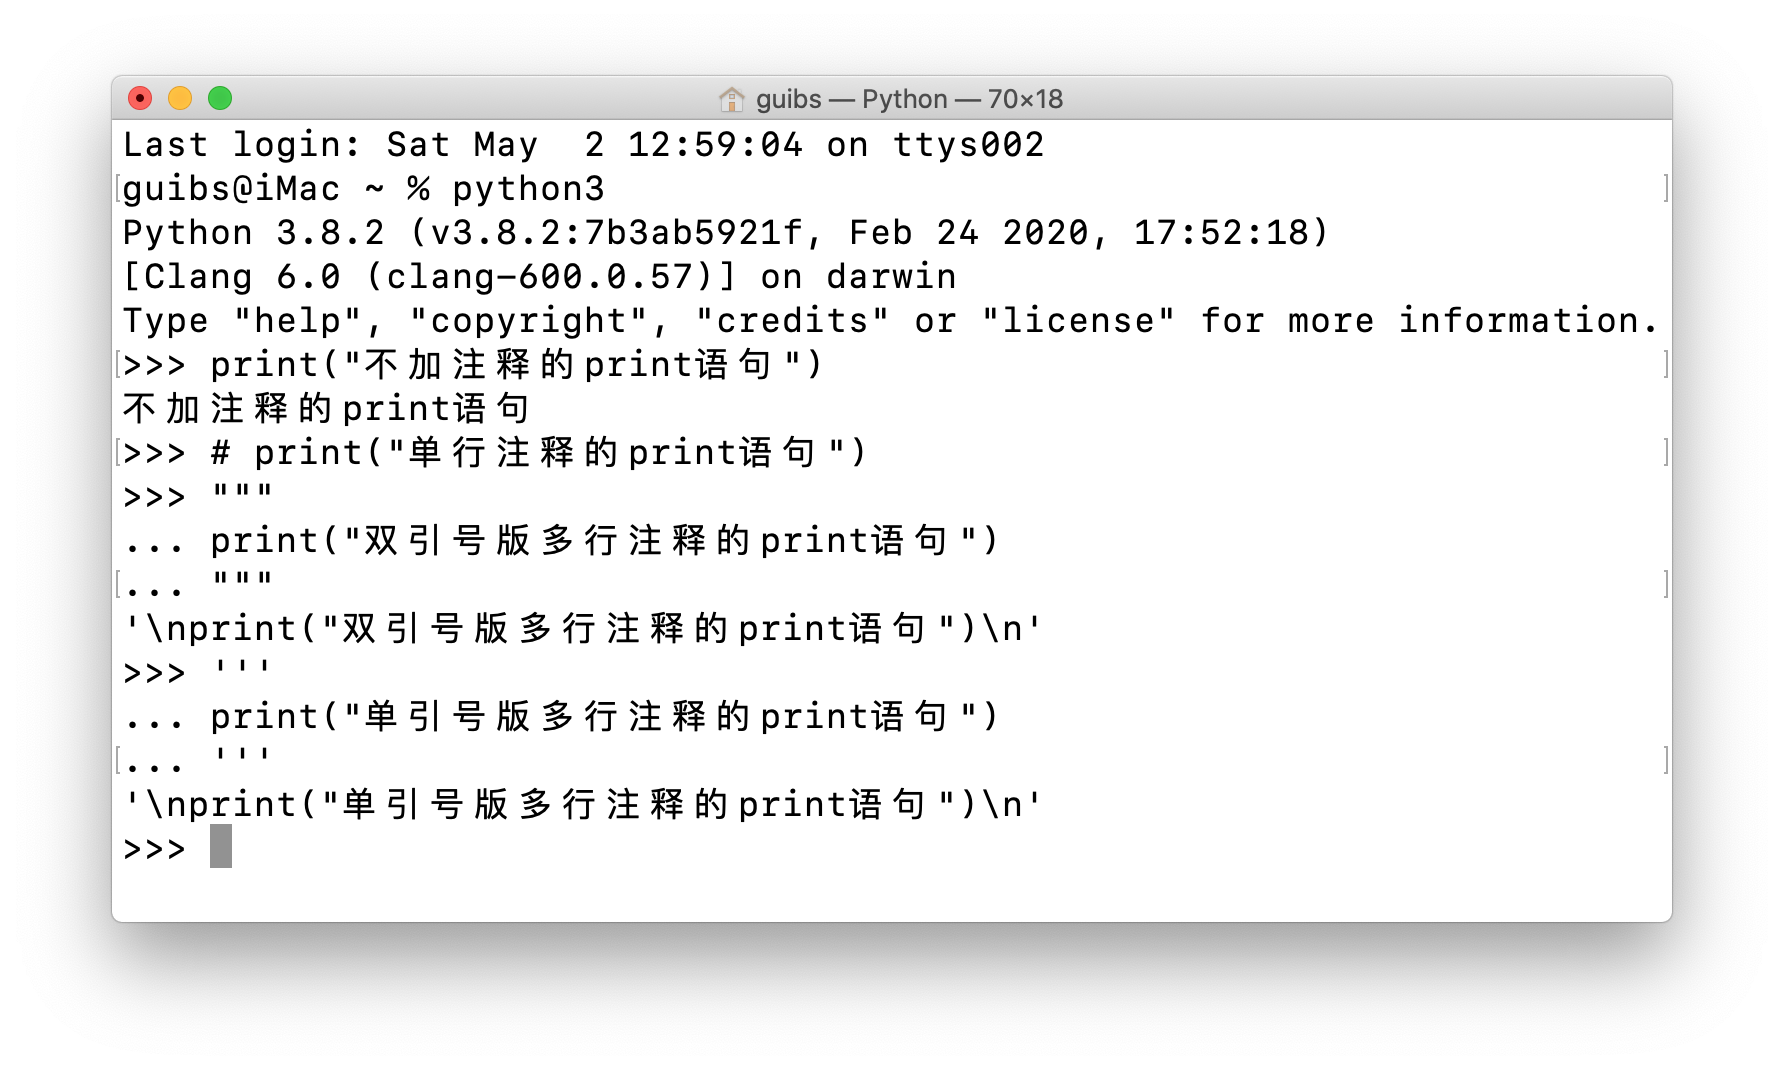 guibs — Python — 70×18
Last login: Sat May  2 12:59:04 on ttys002
guibs@iMac ~ % python3
Python 3.8.2 (v3.8.2:7b3ab5921f, Feb 24 2020, 17:52:18)
[Clang 6.0 (clang-600.0.57)] on darwin
Type "help", "copyright", "credits" or "license" for more information.
>>> print("不加注释的print语句")
不加注释的print语句
>>> # print("单行注释的print语句")
>>> """
... print("双引号版多行注释的print语句")
... """
'\nprint("双引号版多行注释的print语句")\n'
>>> '''
... print("单引号版多行注释的print语句")
... '''
'\nprint("单引号版多行注释的print语句")\n'
>>>